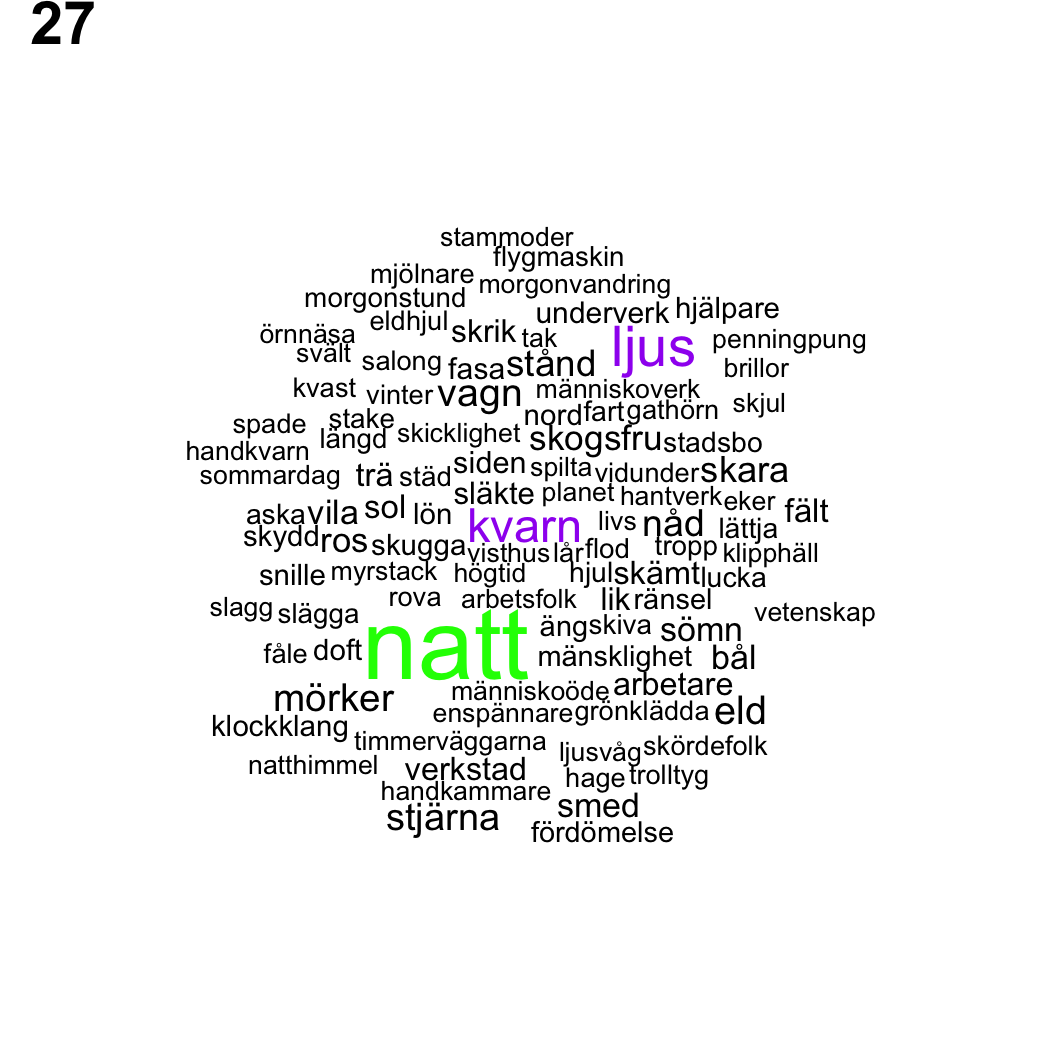 27
stammoder
flygmaskin
mjölnare morgonvandring
morgonstund underverk hjälpare
örnnäsa eldhjul skrik tak ljus penningpung
svält salong fasa stånd brillor
kvast vinter vagn människoverk
spade stake nord fart gathörn skjul
handkvarn längd skicklighet skogsfru stadsbo
sommardag trä städ siden spilta vidunder skara
släkte planet hantverk eker
aska vila sol lön kvarn livs nåd lättja fält
skydd ros skugga visthus lår flod tropp klipphäll
snille myrstack högtid hjul skämt lucka
slagg slägga rova arbetsfolk lik ränsel vetenskap
fåle doft natt äng skiva sömn
mänsklighet bål
mörker människoöde arbetare
klockklang enspännare grönklädda eld
timmerväggarna ljusvåg skördefolk
natthimmel verkstad hage trolltyg
handkammare
stjärna smed
fördömelse